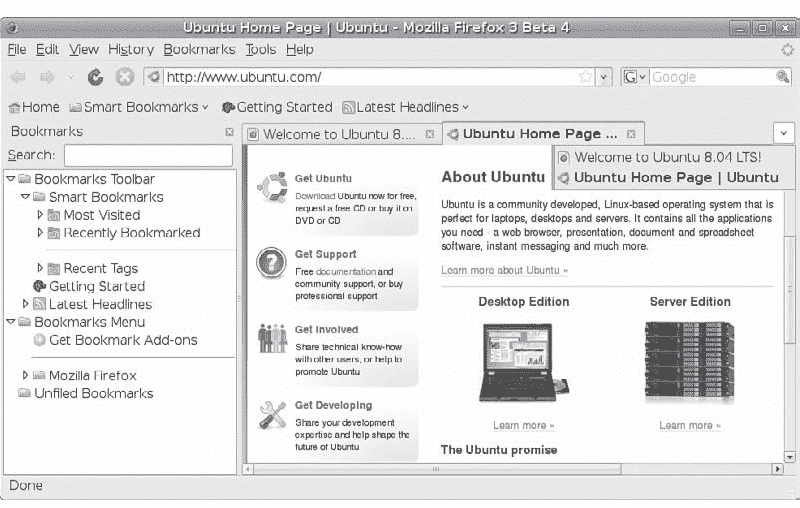 Ubuntu Home Page | Ubuntu - Mozilla Firefox 3 Beta 4
File Edit View History Bookmarks Tools Help
http://www.ubuntu.com/
G Google
Home Smart Bookmarks Getting Started Latest Headlines
Bookmarks
Search:
Bookmarks Toolbar
Smart Bookmarks
Most Visited
Recently Bookmarked
Recent Tags
Getting Started
Latest Headlines
Bookmarks Menu
Get Bookmark Add-ons
Mozilla Firefox
Unfiled Bookmarks
Welcome to Ubuntu 8....
Ubuntu Home Page ...
Welcome to Ubuntu 8.04 LTS!
Ubuntu Home Page | Ubuntu
Get Ubuntu
Download Ubuntu now for free,
request a free CD or buy it on
DVD or CD
Get Support
Free documentation and
community support, or buy
professional support
Get Involved
Share technical know-how
with other users, or help to
promote Ubuntu
Get Developing
Share your development
expertise and help shape the
future of Ubuntu
About Ubuntu
Ubuntu is a community developed, Linux-based operating system that is
perfect for laptops, desktops and servers. It contains all the applications
you need - a web browser, presentation, document and spreadsheet
software, instant messaging and much more.
Learn more about Ubuntu »
Desktop Edition
Learn more »
Server Edition
Learn more »
The Ubuntu promise
Done